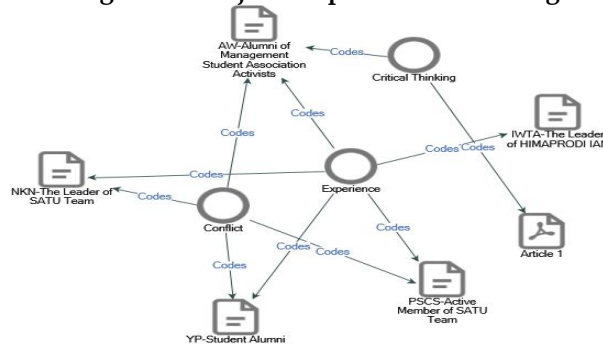 AW-Alumni of
Management
Student Association
Activists
Codes
Critical Thinking
Codes
Codes
IWTA-The Leader
of HIMAPRODI IAN
Codes
Codes
Codes
NKN-The Leader of
SATU Team
Codes
Experience
Conflict
Codes
Codes
Codes
Codes
Article 1
PSCS-Active
Member of SATU
Team
YP-Student Alumni